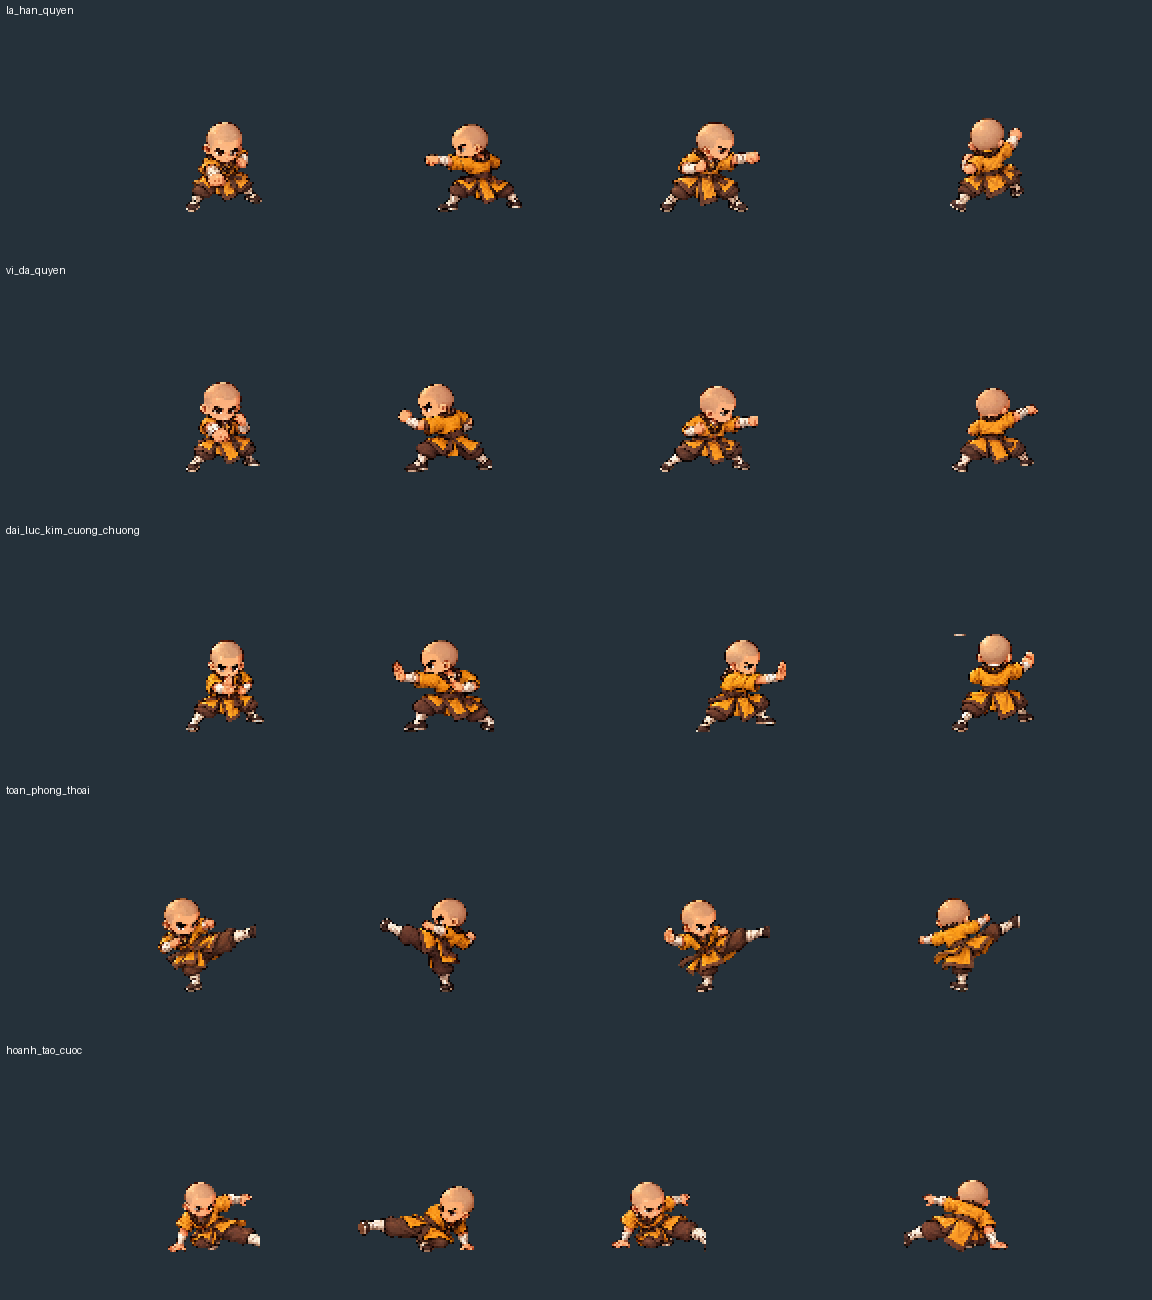 la_han_quyen
vi_da_quyen
dai_luc_kim_cuong_chuong
toan_phong_thoai
hoanh_tao_cuoc